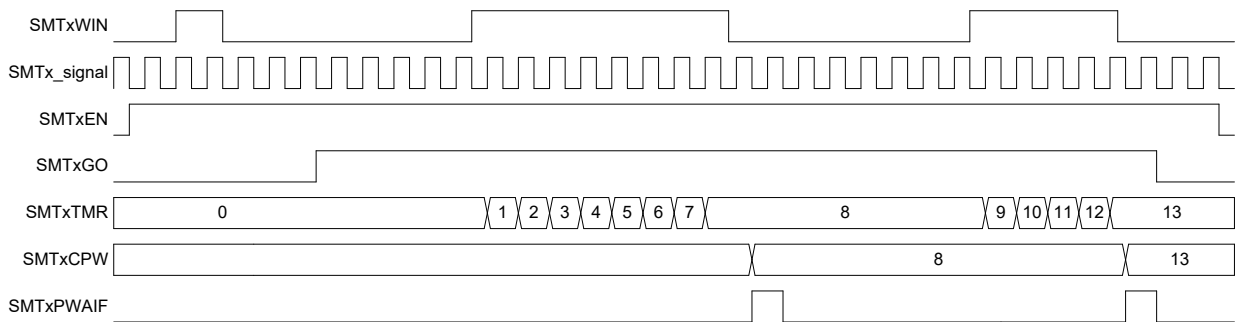 SMTxWIN
SMTx_signal
SMTxEN
SMTxGO
SMTxTMR 0 1 2 3 4 5 6 7 8 9 10 11 12 13
SMTxCPW 8 13
SMTxPWAIF